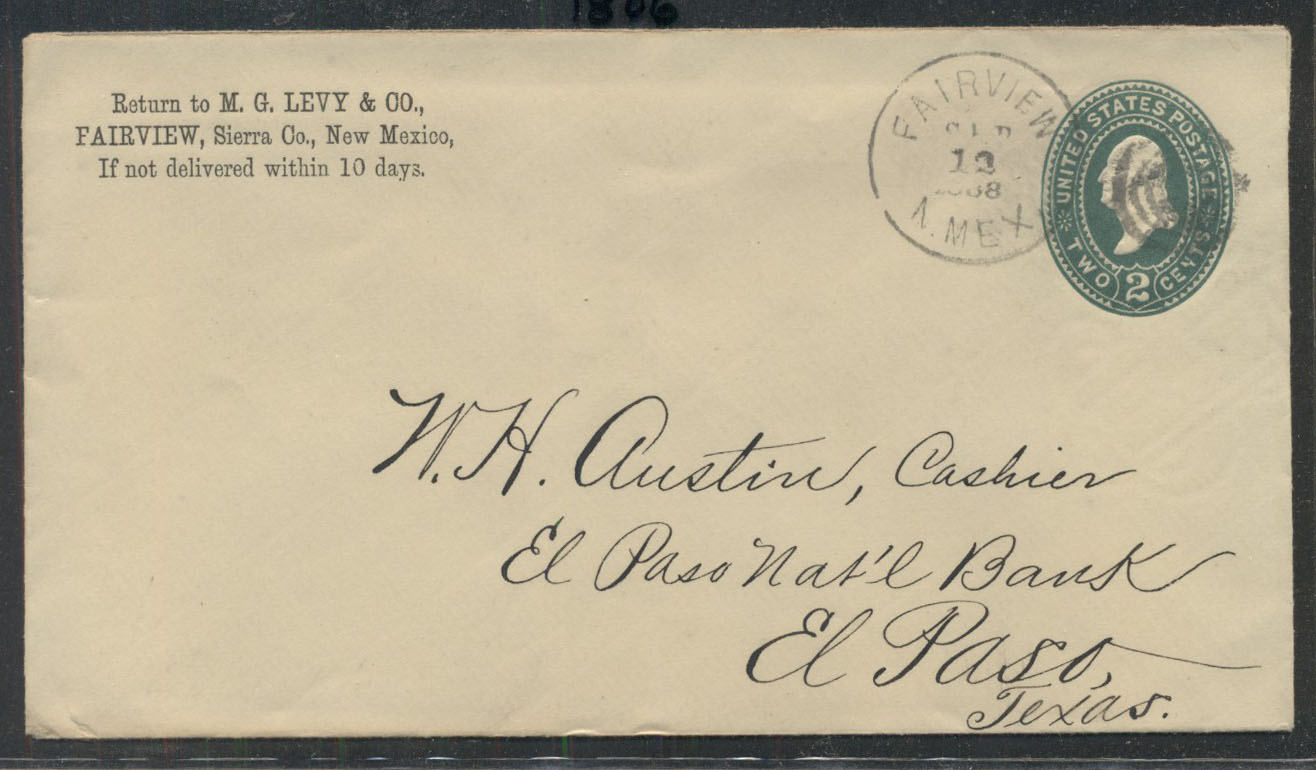 1806
Return to M. G. LEVY & CO.,
FAIRVIEW, Sierra Co., New Mexico,
If not delivered within 10 days.
FAIRVIEW
12
N. MEX
UNITED STATES POSTAGE
TWO 2 CENTS
W. H. Austin, Cashier
El Paso Nat'l Bank
El Paso,
Texas.